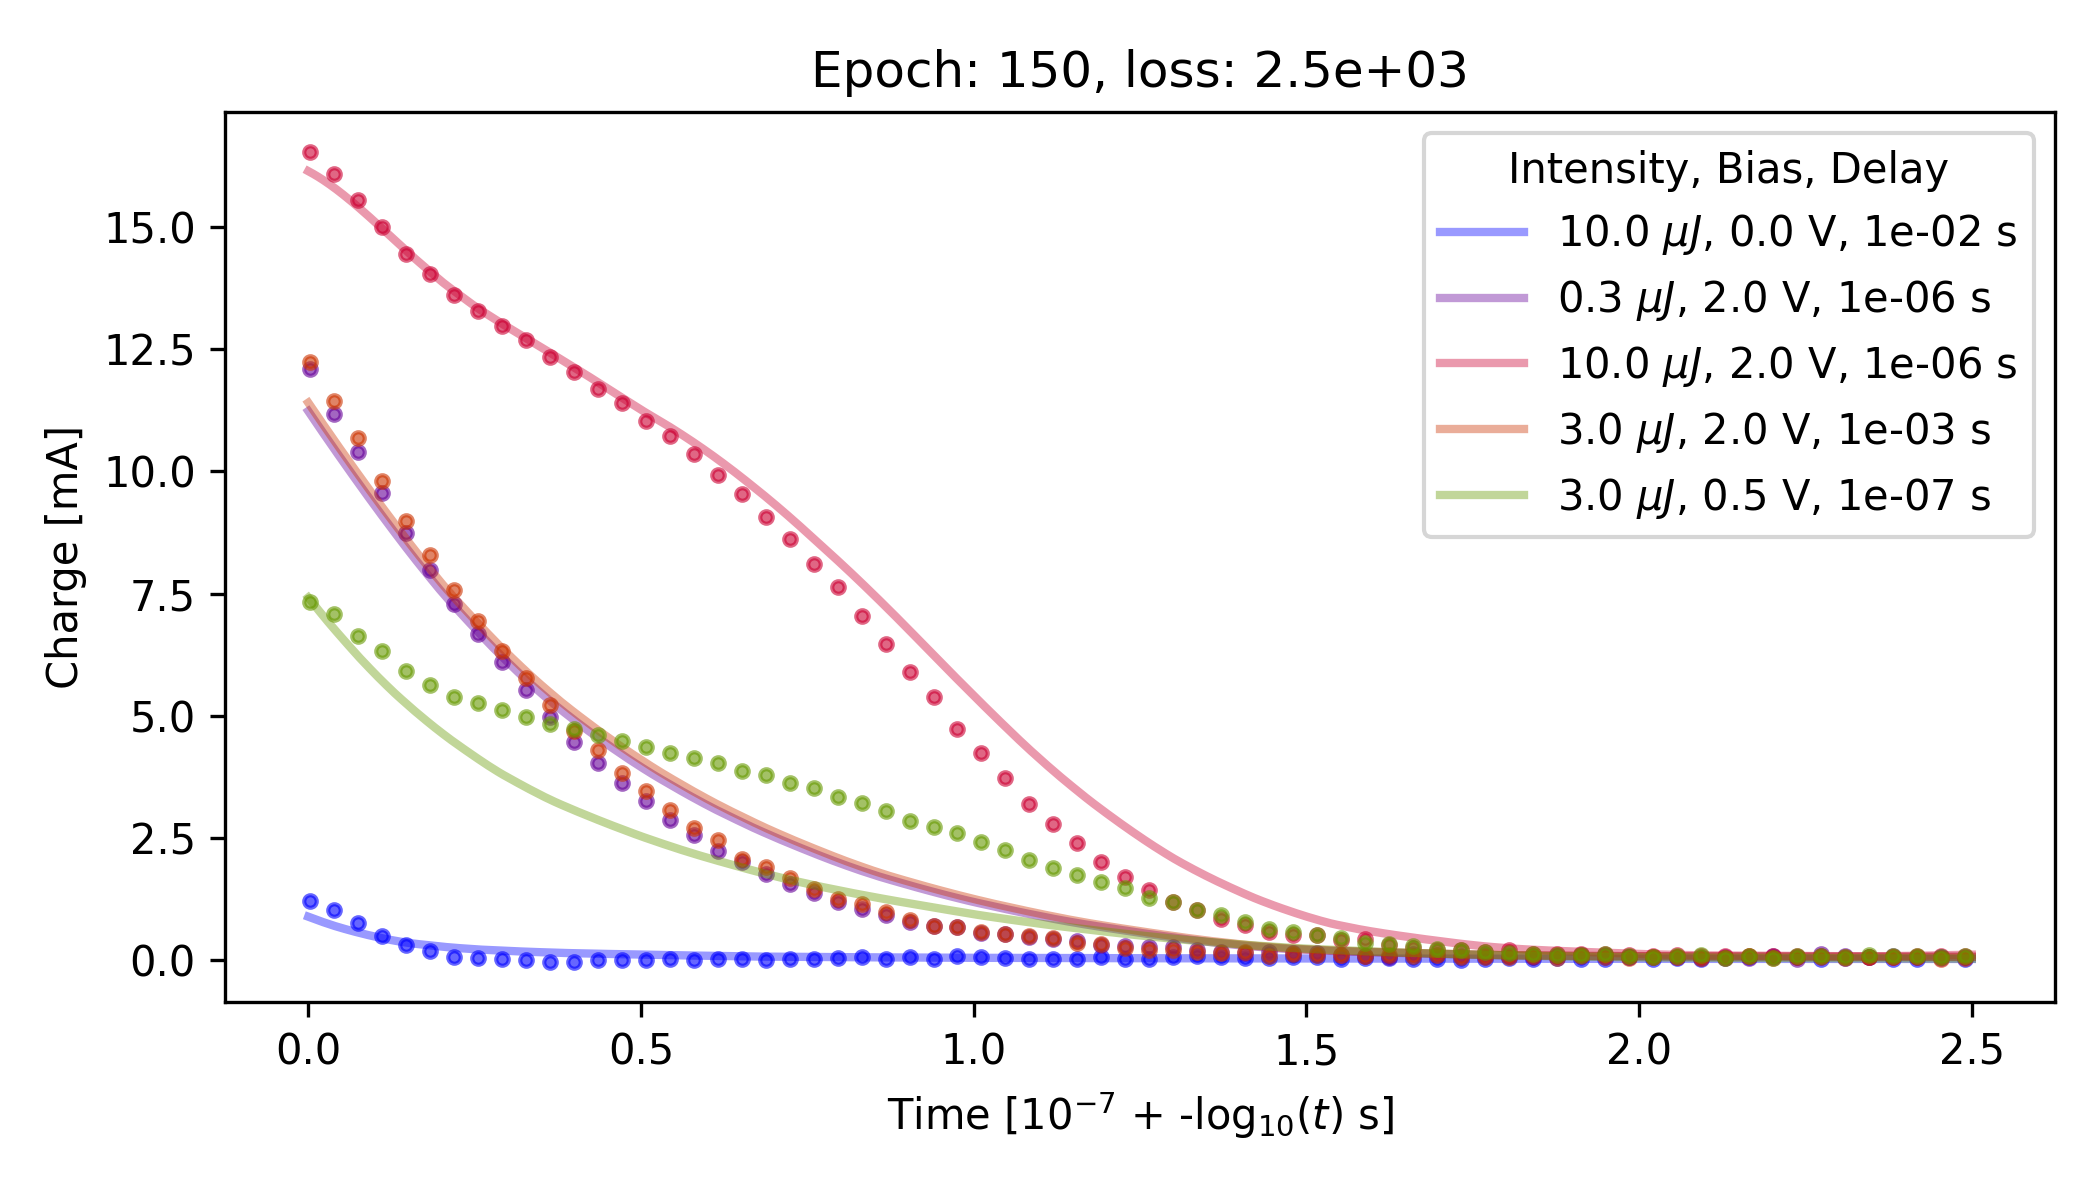 Epoch: 150, loss: 2.5e+03
Charge [mA]
15.0
12.5
10.0
7.5
5.0
2.5
0.0
Intensity, Bias, Delay
10.0 μJ, 0.0 V, 1e-02 s
0.3 μJ, 2.0 V, 1e-06 s
10.0 μJ, 2.0 V, 1e-06 s
3.0 μJ, 2.0 V, 1e-03 s
3.0 μJ, 0.5 V, 1e-07 s
0.0 0.5 1.0 1.5 2.0 2.5
Time [10⁻⁷ + -log₁₀(t) s]